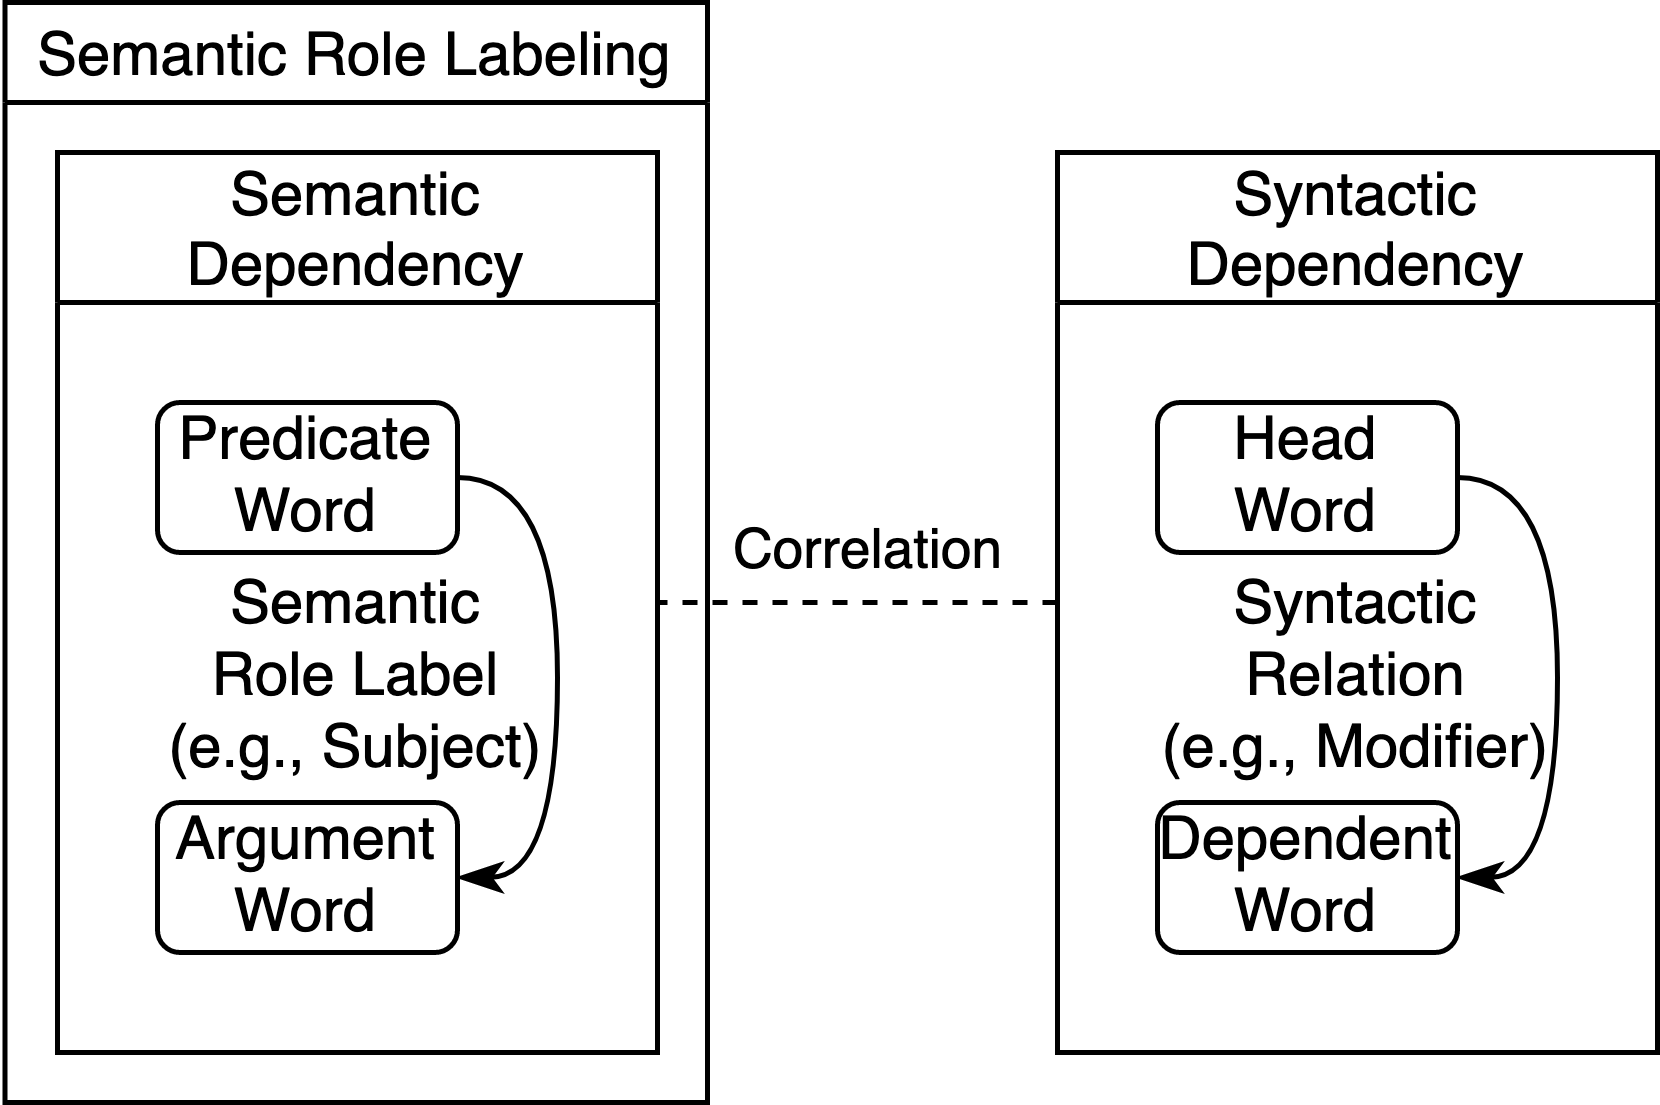 Semantic Role Labeling
Semantic
Dependency
Predicate
Word
Semantic
Role Label
(e.g., Subject)
Argument
Word
Correlation
Syntactic
Dependency
Head
Word
Syntactic
Relation
(e.g., Modifier)
Dependent
Word